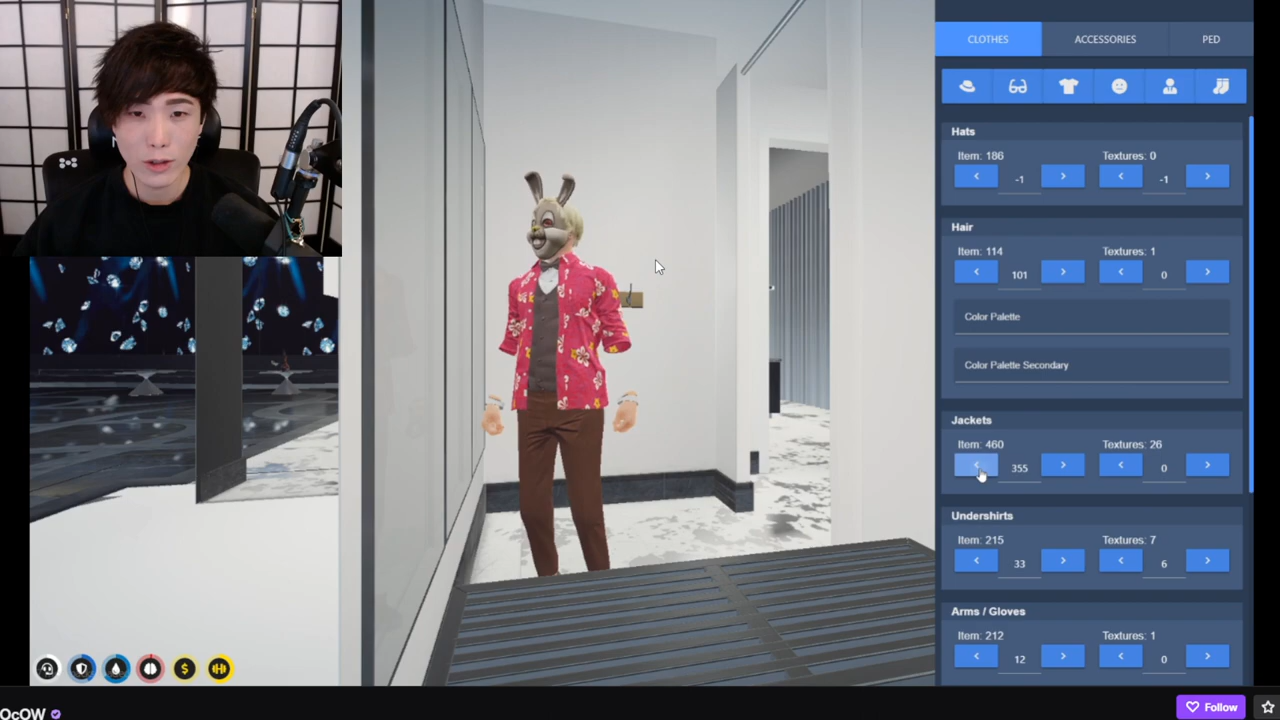 CLOTHES
ACCESSORIES
PED
Hats
Item: 186
Textures: 0
-1
-1
Hair
Item: 114
Textures: 1
101
0
Color Palette
Color Palette Secondary
Jackets
Item: 460
Textures: 26
355
0
Undershirts
Item: 215
Textures: 7
33
6
Arms / Gloves
Item: 212
Textures: 1
12
0
OcOW
Follow